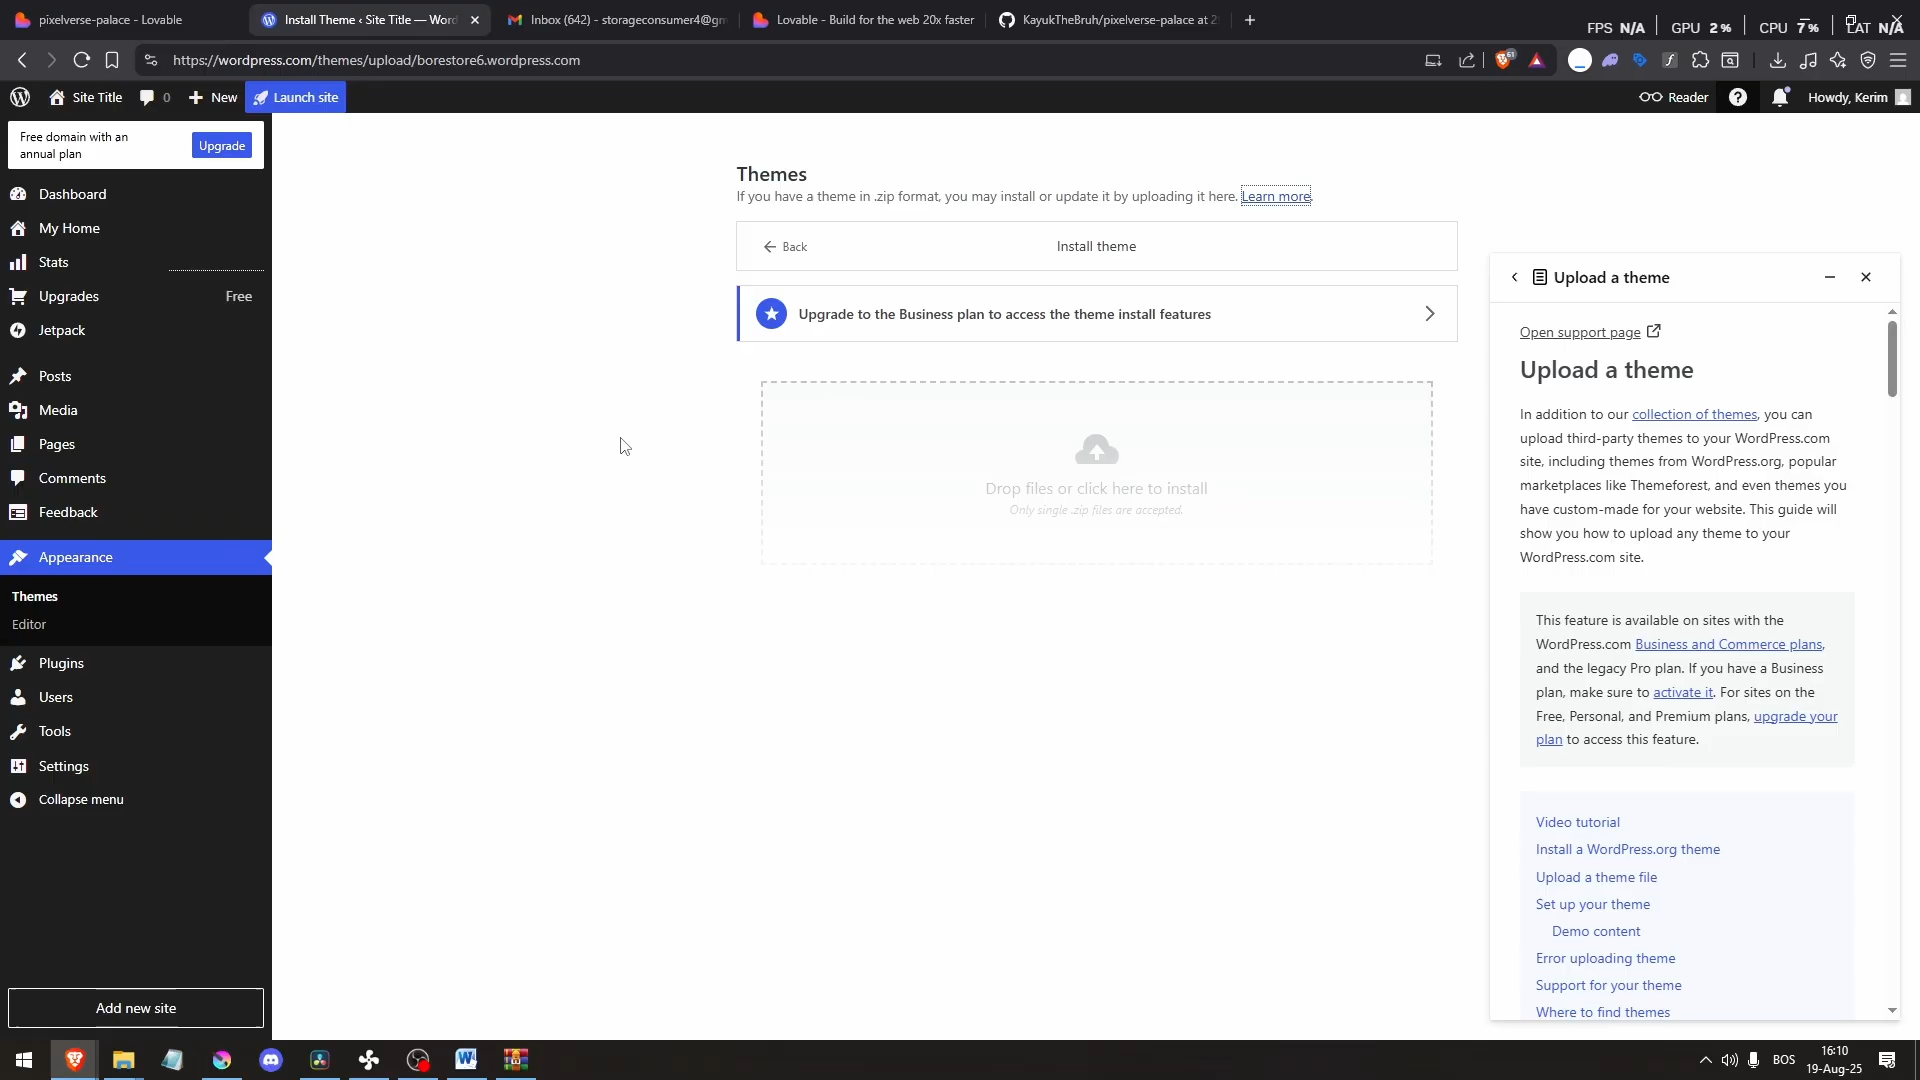 pixelverse-palace - Lovable
Install Theme ‹ Site Title — Word
Inbox (642) - storageconsumer4@gm
Lovable - Build for the web 20x faster
KayukTheBruh/pixelverse-palace at 2
FPS N/A
GPU 2 %
CPU 7 %
LAT N/A
https://wordpress.com/themes/upload/borestore6.wordpress.com
61
Site Title
0
New
Launch site
Reader
Howdy, Kerim
Free domain with an
annual plan
Upgrade
Dashboard
My Home
Stats
Upgrades
Free
Jetpack
Posts
Media
Pages
Comments
Feedback
Appearance
Themes
Editor
Plugins
Users
Tools
Settings
Collapse menu
Add new site
Themes
If you have a theme in .zip format, you may install or update it by uploading it here. Learn more.
Back
Install theme
Upgrade to the Business plan to access the theme install features
Drop files or click here to install
Only single .zip files are accepted.
Upload a theme
Open support page
Upload a theme
In addition to our collection of themes, you can
upload third-party themes to your WordPress.com
site, including themes from WordPress.org, popular
marketplaces like Themeforest, and even themes you
have custom-made for your website. This guide will
show you how to upload any theme to your
WordPress.com site.
This feature is available on sites with the
WordPress.com Business and Commerce plans,
and the legacy Pro plan. If you have a Business
plan, make sure to activate it. For sites on the
Free, Personal, and Premium plans, upgrade your
plan to access this feature.
Video tutorial
Install a WordPress.org theme
Upload a theme file
Set up your theme
Demo content
Error uploading theme
Support for your theme
Where to find themes
BOS
16:10
19-Aug-25